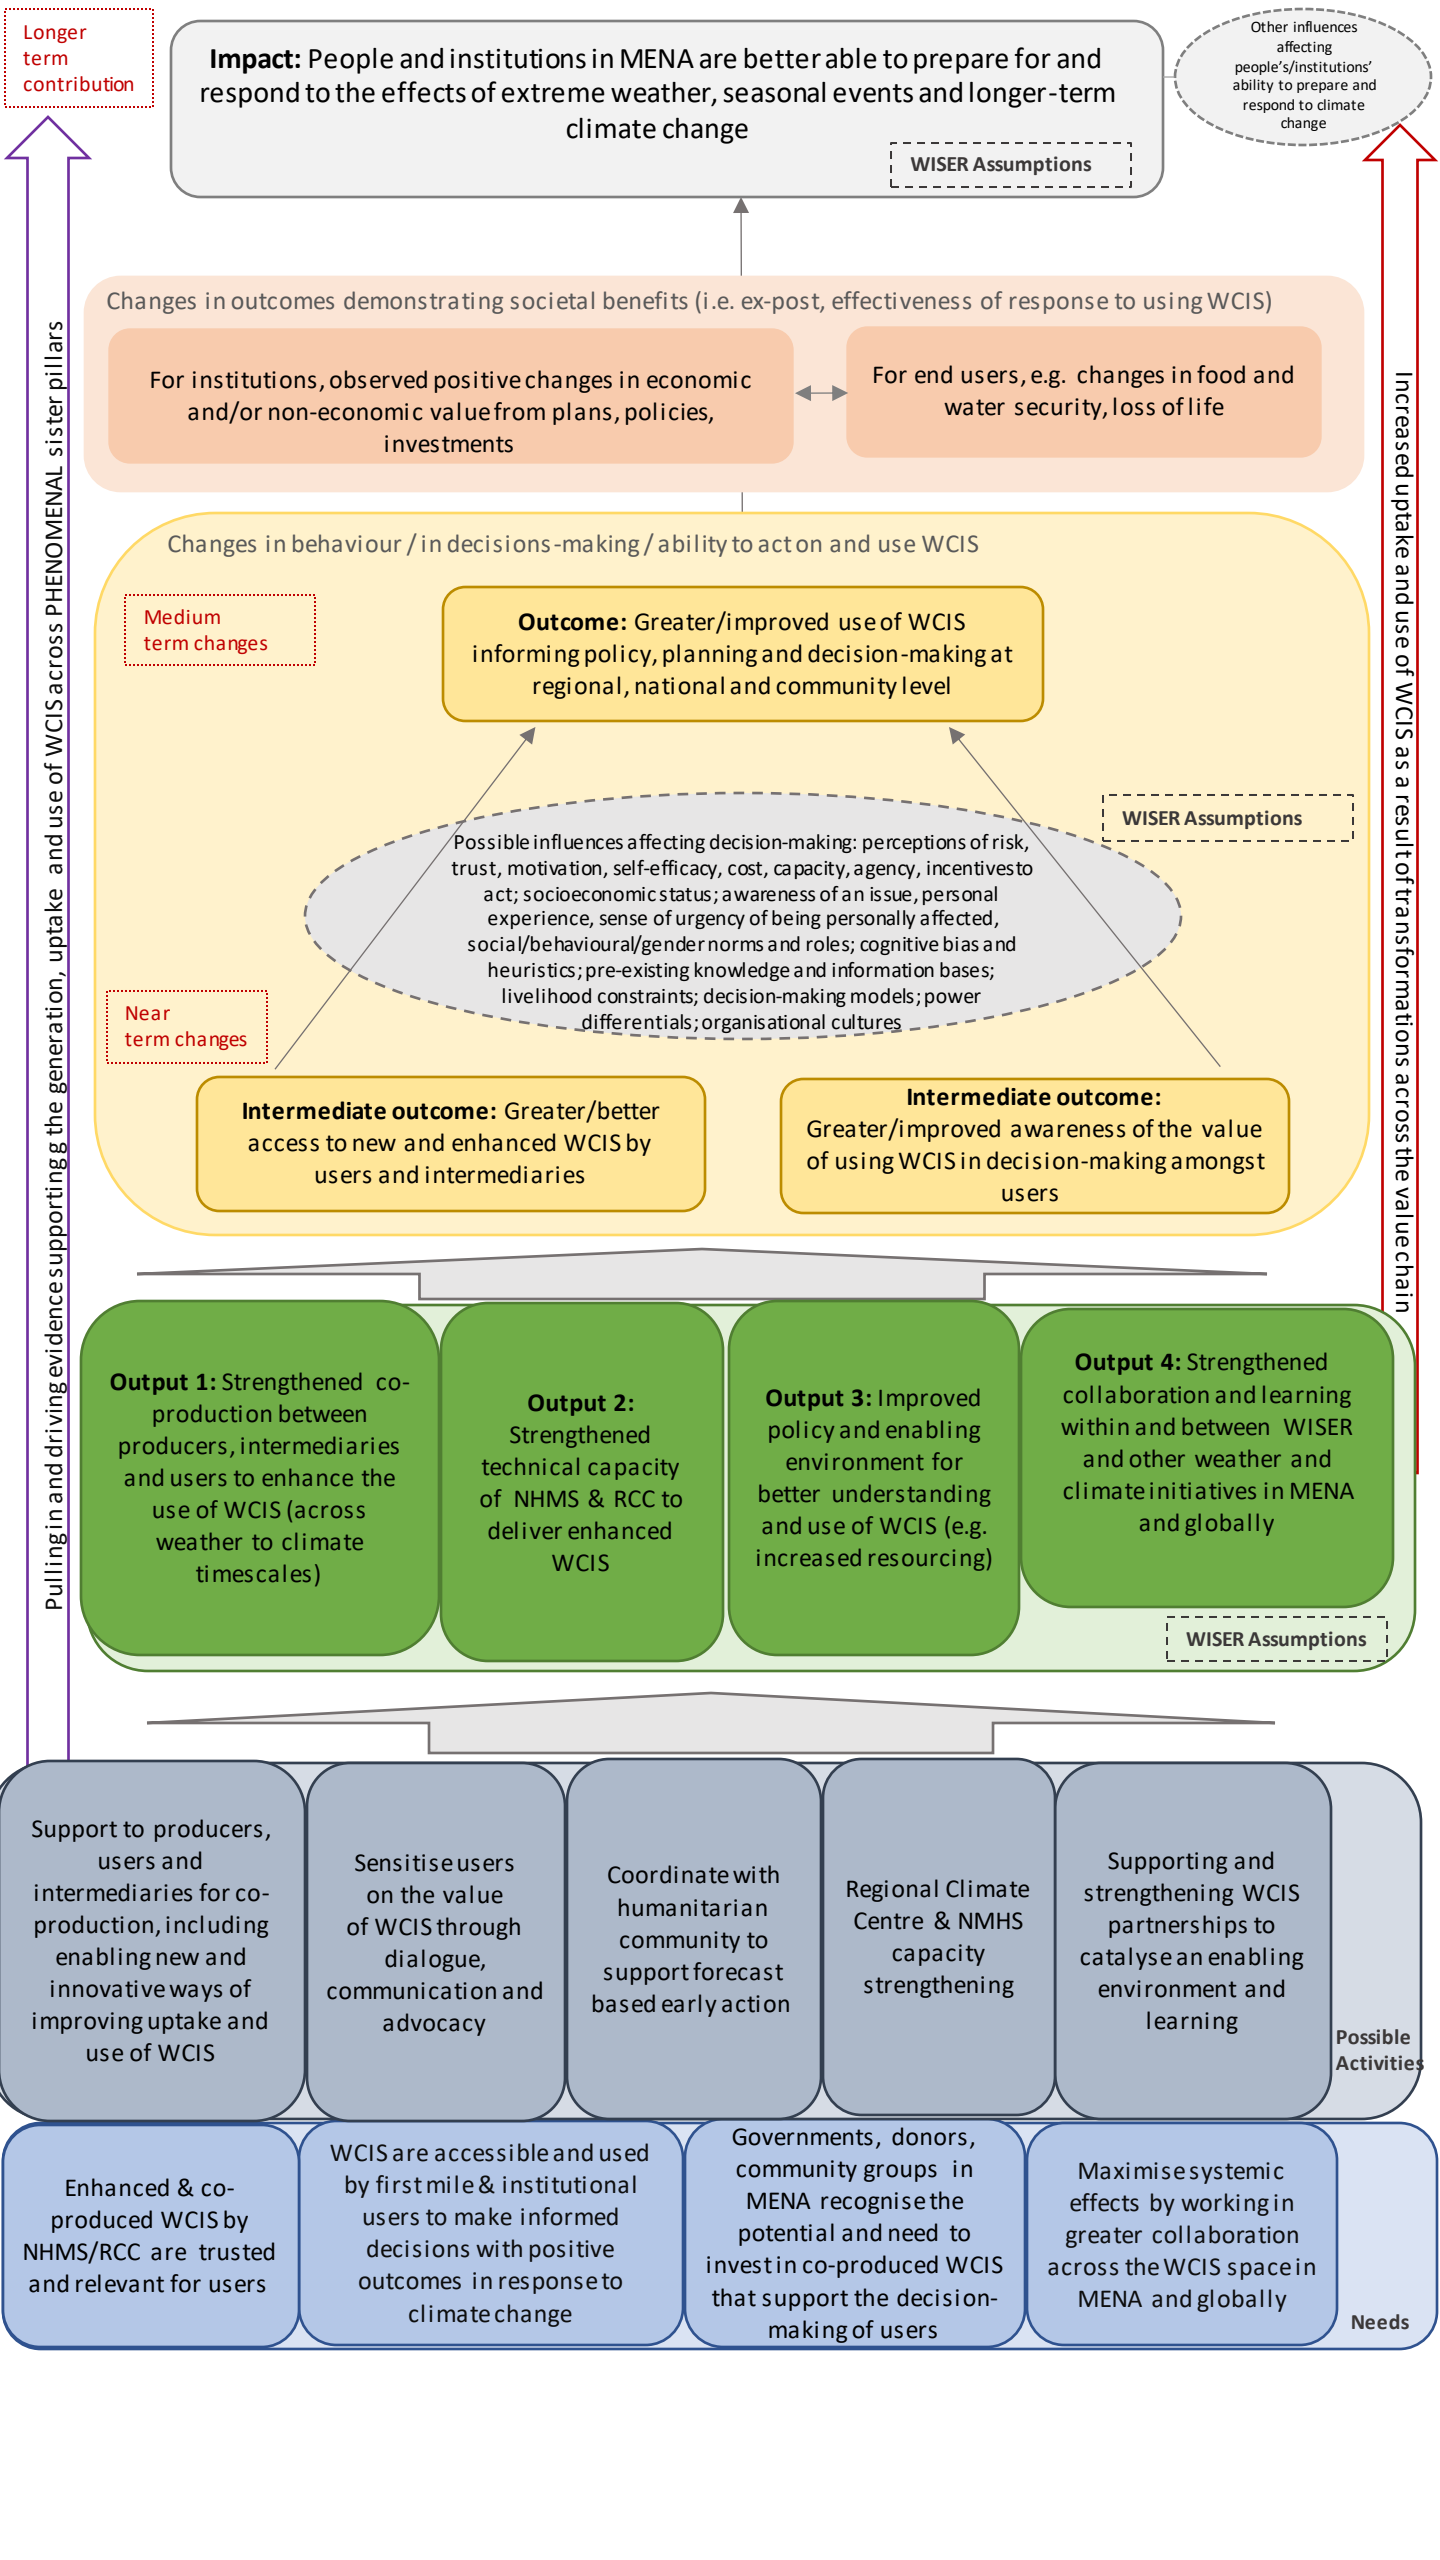 Longer
term
contribution
Impact: People and institutions in MENA are better able to prepare for and
respond to the effects of extreme weather, seasonal events and longer-term
climate change
WISER Assumptions
Other influences
affecting
people's/institutions'
ability to prepare and
respond to climate
change
Pulling in and driving evidence supporting g the generation, uptake and use of WCIS across PHENOMENAL sister pillars
Increased uptake and use of WCIS as a result of transformations across the value chain
Changes in outcomes demonstrating societal benefits (i.e. ex-post, effectiveness of response to using WCIS)
For institutions, observed positive changes in economic
and/or non-economic value from plans, policies,
investments
For end users, e.g. changes in food and
water security, loss of life
Changes in behaviour / in decisions-making / ability to act on and use WCIS
Medium
term changes
Outcome: Greater/improved use of WCIS
informing policy, planning and decision-making at
regional, national and community level
WISER Assumptions
Possible influences affecting decision-making: perceptions of risk,
trust, motivation, self-efficacy, cost, capacity, agency, incentives to
act; socioeconomic status; awareness of an issue, personal
experience, sense of urgency of being personally affected,
social/behavioural/gender norms and roles; cognitive bias and
heuristics; pre-existing knowledge and information bases;
livelihood constraints; decision-making models; power
differentials; organisational cultures
Near
term changes
Intermediate outcome: Greater/better
access to new and enhanced WCIS by
users and intermediaries
Intermediate outcome:
Greater/improved awareness of the value
of using WCIS in decision-making amongst
users
Output 1: Strengthened co-
production between
producers, intermediaries
and users to enhance the
use of WCIS (across
weather to climate
timescales)
Output 2:
Strengthened
technical capacity
of NHMS & RCC to
deliver enhanced
WCIS
Output 3: Improved
policy and enabling
environment for
better understanding
and use of WCIS (e.g.
increased resourcing)
Output 4: Strengthened
collaboration and learning
within and between WISER
and other weather and
climate initiatives in MENA
and globally
WISER Assumptions
Support to producers,
users and
intermediaries for co-
production, including
enabling new and
innovative ways of
improving uptake and
use of WCIS
Sensitise users
on the value
of WCIS through
dialogue,
communication and
advocacy
Coordinate with
humanitarian
community to
support forecast
based early action
Regional Climate
Centre & NMHS
capacity
strengthening
Supporting and
strengthening WCIS
partnerships to
catalyse an enabling
environment and
learning
Possible
Activities
Enhanced & co-
produced WCIS by
NHMS/RCC are trusted
and relevant for users
WCIS are accessible and used
by first mile & institutional
users to make informed
decisions with positive
outcomes in response to
climate change
Governments, donors,
community groups in
MENA recognise the
potential and need to
invest in co-produced WCIS
that support the decision-
making of users
Maximise systemic
effects by working in
greater collaboration
across the WCIS space in
MENA and globally
Needs